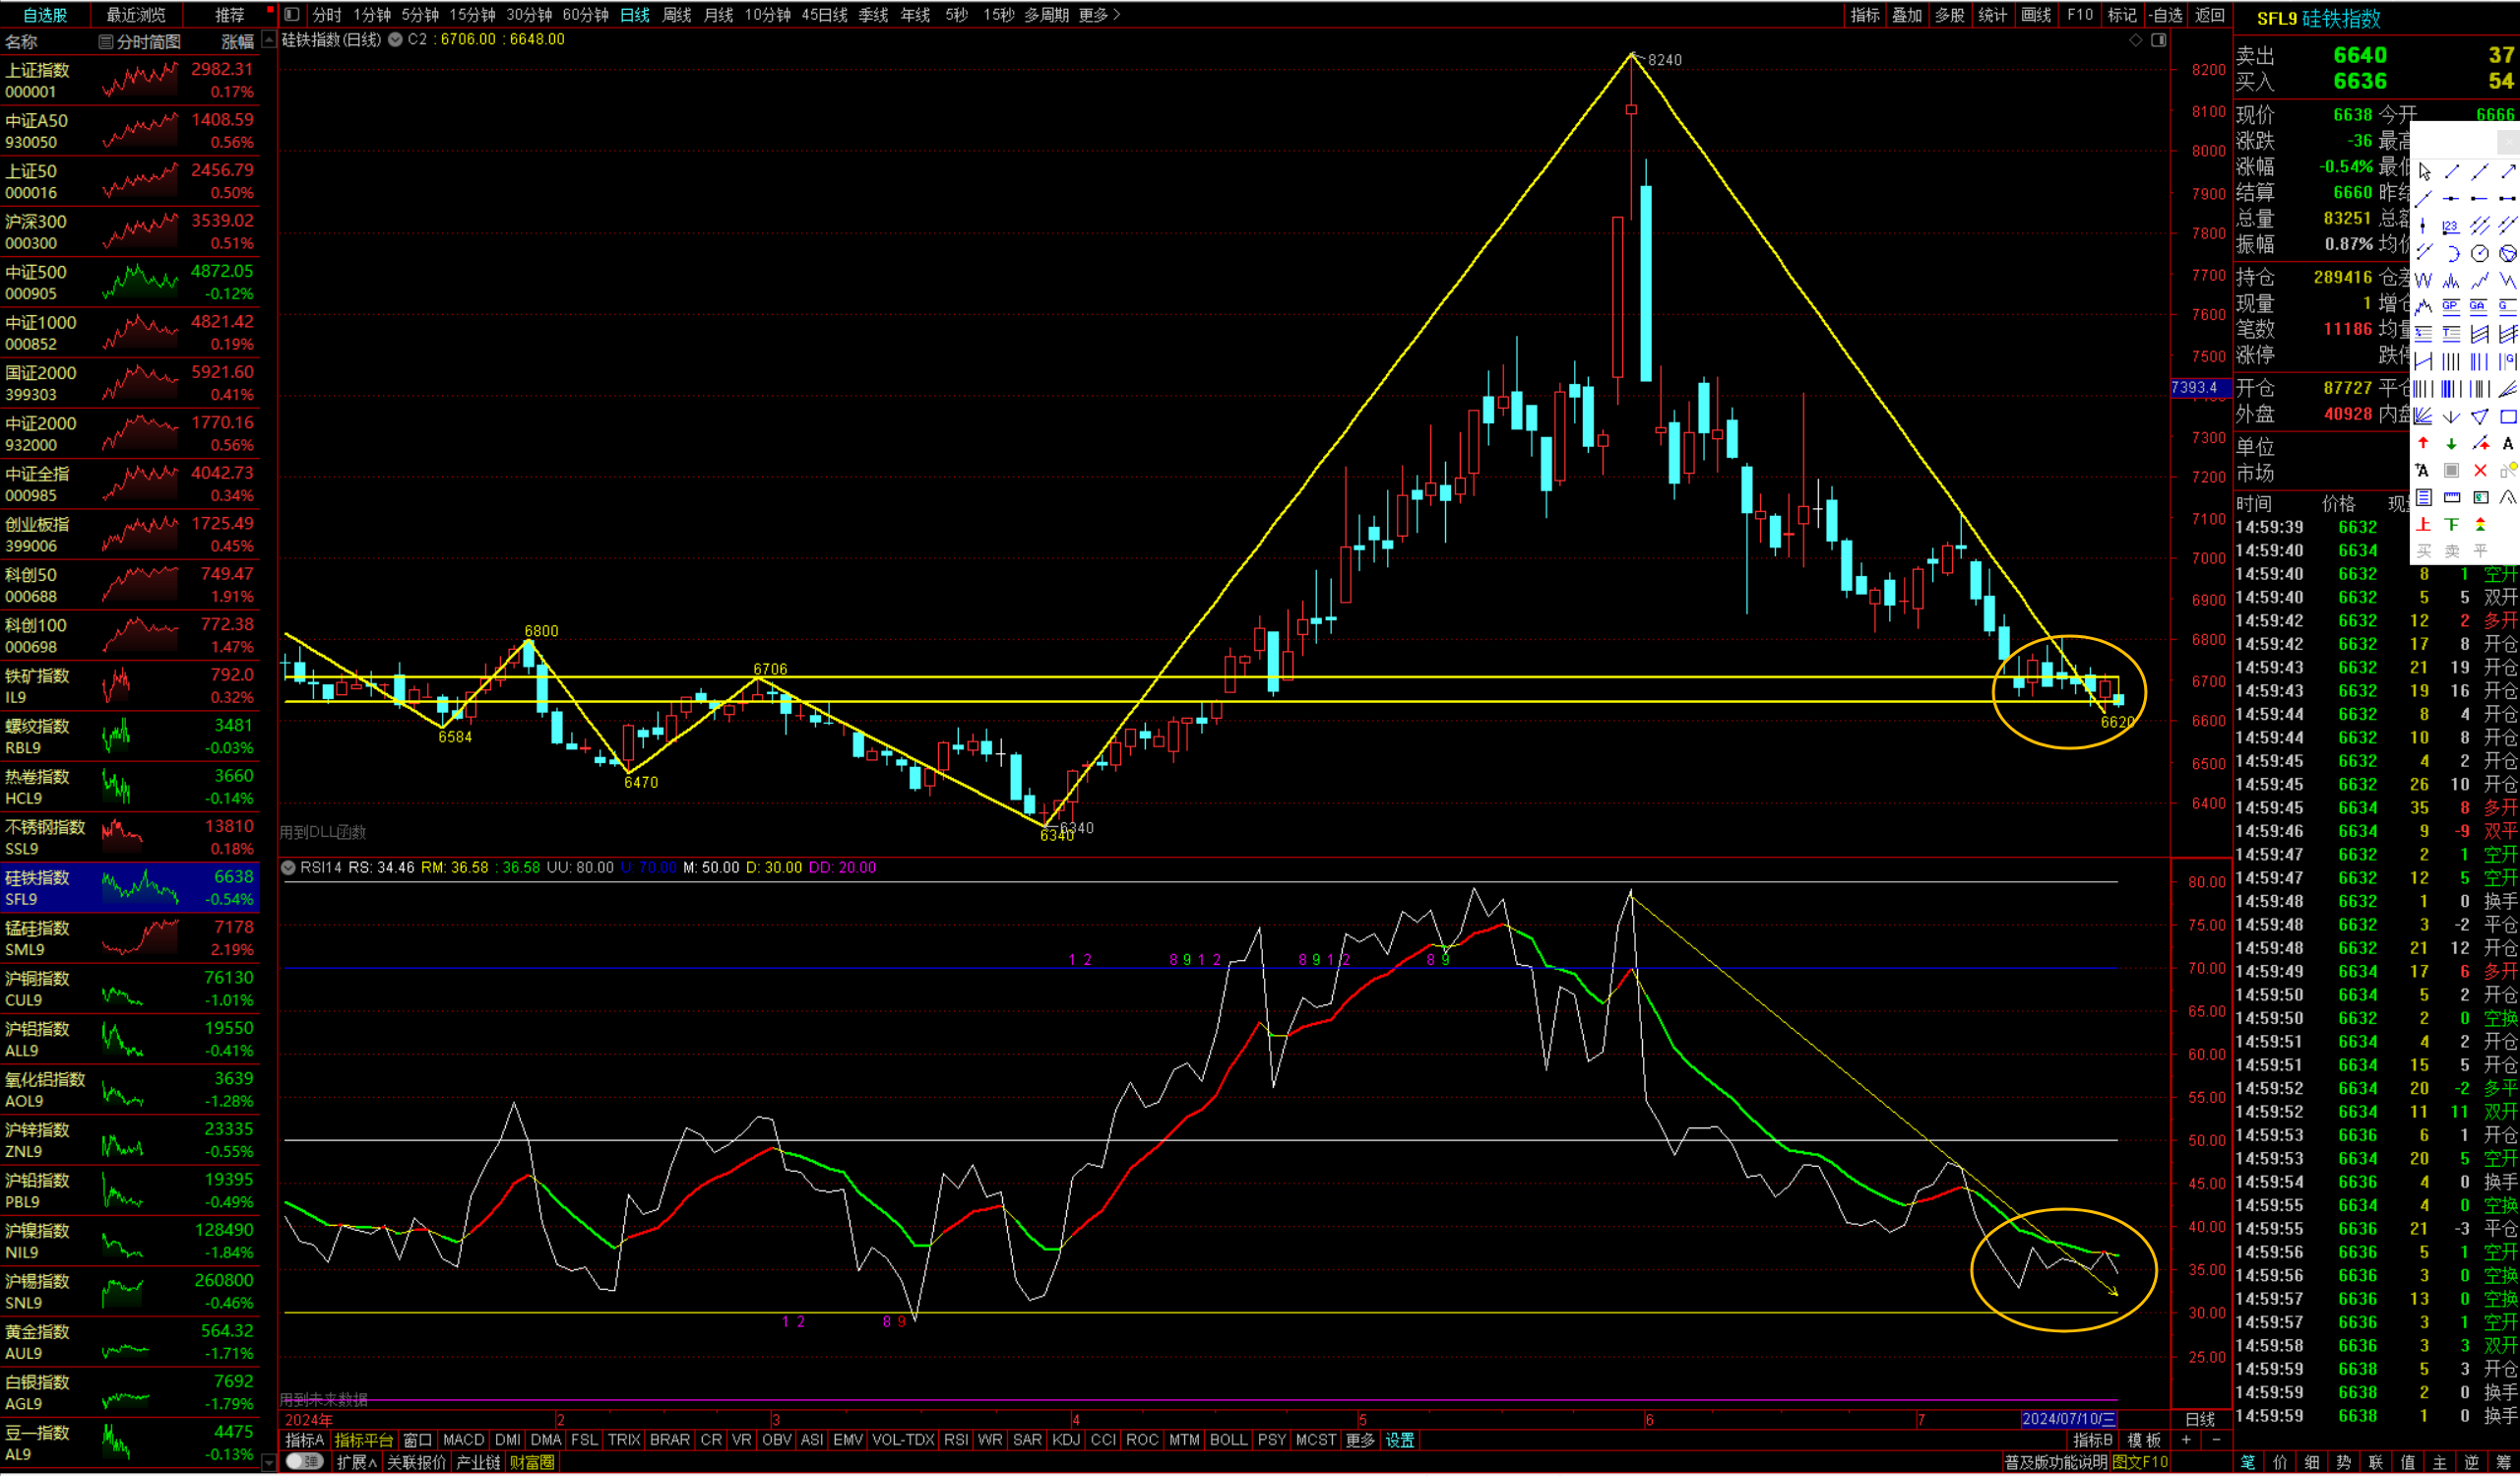 自选股 最近浏览 推荐
名称 分时简图 涨幅
上证指数 2982.31
000001 0.17%
中证A50 1408.59
930050 0.56%
上证50 2456.79
000016 0.50%
沪深300 3539.02
000300 0.51%
中证500 4872.05
000905 -0.12%
中证1000 4821.42
000852 0.19%
国证2000 5921.60
399303 0.41%
中证2000 1770.16
932000 0.56%
中证全指 4042.73
000985 0.34%
创业板指 1725.49
399006 0.45%
科创50 749.47
000688 1.91%
科创100 772.38
000698 1.47%
铁矿指数 792.0
IL9 0.32%
螺纹指数 3481
RBL9 -0.03%
热卷指数 3660
HCL9 -0.14%
不锈钢指数 13810
SSL9 0.18%
硅铁指数 6638
SFL9 -0.54%
锰硅指数 7178
SML9 2.19%
沪铜指数 76130
CUL9 -1.01%
沪铝指数 19550
ALL9 -0.41%
氧化铝指数 3639
AOL9 -1.28%
沪锌指数 23335
ZNL9 -0.55%
沪铅指数 19395
PBL9 -0.49%
沪镍指数 128490
NIL9 -1.84%
沪锡指数 260800
SNL9 -0.46%
黄金指数 564.32
AUL9 -1.71%
白银指数 7692
AGL9 -1.79%
豆一指数 4475
AL9 -0.13%
分时 1分钟 5分钟 15分钟 30分钟 60分钟 日线 周线 月线 10分钟 45日线 季线 年线 5秒 15秒 多周期 更多>
指标 叠加 多股 统计 画线 F10 标记 -自选 返回
硅铁指数(日线) C2 : 6706.00 : 6648.00
8240
6800
6706
6584
6470
6340
6340
6620
用到DLL函数
8200
8100
8000
7900
7800
7700
7600
7500
7393.4
7300
7200
7100
7000
6900
6800
6700
6600
6500
6400
RSI14 RS: 34.46 RM: 36.58 : 36.58 UU: 80.00 U: 70.00 M: 50.00 D: 30.00 DD: 20.00
1 2 8 9 1 2 8 9 1 2 8 9
1 2 8 9
80.00
75.00
70.00
65.00
60.00
55.00
50.00
45.00
40.00
35.00
30.00
25.00
用到未来数据
2024年 2 3 4 5 6 7 2024/07/10/三 日线
指标A 指标平台 窗口 MACD DMI DMA FSL TRIX BRAR CR VR OBV ASI EMV VOL-TDX RSI WR SAR KDJ CCI ROC MTM BOLL PSY MCST 更多 设置 指标B 模板 + -
弹 扩展∧ 关联报价 产业链 财富圈 普及版功能说明 图文F10
SFL9 硅铁指数
卖出 6640 37
买入 6636 54
现价 6638 今开 6666
涨跌 -36 最高
涨幅 -0.54%
结算 6660
总量 83251
振幅 0.87%
持仓 289416
现量 1
笔数 11186
涨停
开仓 87727
外盘 40928
单位
市场
时间 价格
123
GP GA G
G
A
A
上 下
买 卖 平
14:59:39 6632
14:59:40 6634
14:59:40 6632 8 1 空开
14:59:40 6632 5 5 双开
14:59:42 6632 12 2 多开
14:59:42 6632 17 8 开仓
14:59:43 6632 21 19 开仓
14:59:43 6632 19 16 开仓
14:59:44 6632 8 4 开仓
14:59:44 6632 10 8 开仓
14:59:45 6632 4 2 开仓
14:59:45 6632 26 10 开仓
14:59:45 6634 35 8 多开
14:59:46 6634 9 -9 双平
14:59:47 6632 2 1 空开
14:59:47 6632 12 5 空开
14:59:48 6632 1 0 换手
14:59:48 6632 3 -2 平仓
14:59:48 6632 21 12 开仓
14:59:49 6634 17 6 多开
14:59:50 6634 5 2 开仓
14:59:50 6632 2 0 空换
14:59:51 6634 4 2 开仓
14:59:51 6634 15 5 开仓
14:59:52 6634 20 -2 多平
14:59:52 6634 11 11 双开
14:59:53 6636 6 1 开仓
14:59:53 6634 20 5 空开
14:59:54 6636 4 0 换手
14:59:55 6634 4 0 空换
14:59:55 6636 21 -3 平仓
14:59:56 6636 5 1 空开
14:59:56 6636 3 0 空换
14:59:57 6636 13 0 空换
14:59:57 6636 3 1 空开
14:59:58 6636 3 3 双开
14:59:59 6638 5 3 开仓
14:59:59 6638 2 0 换手
14:59:59 6638 1 0 换手
笔 价 细 势 联 值 主 逆 筹